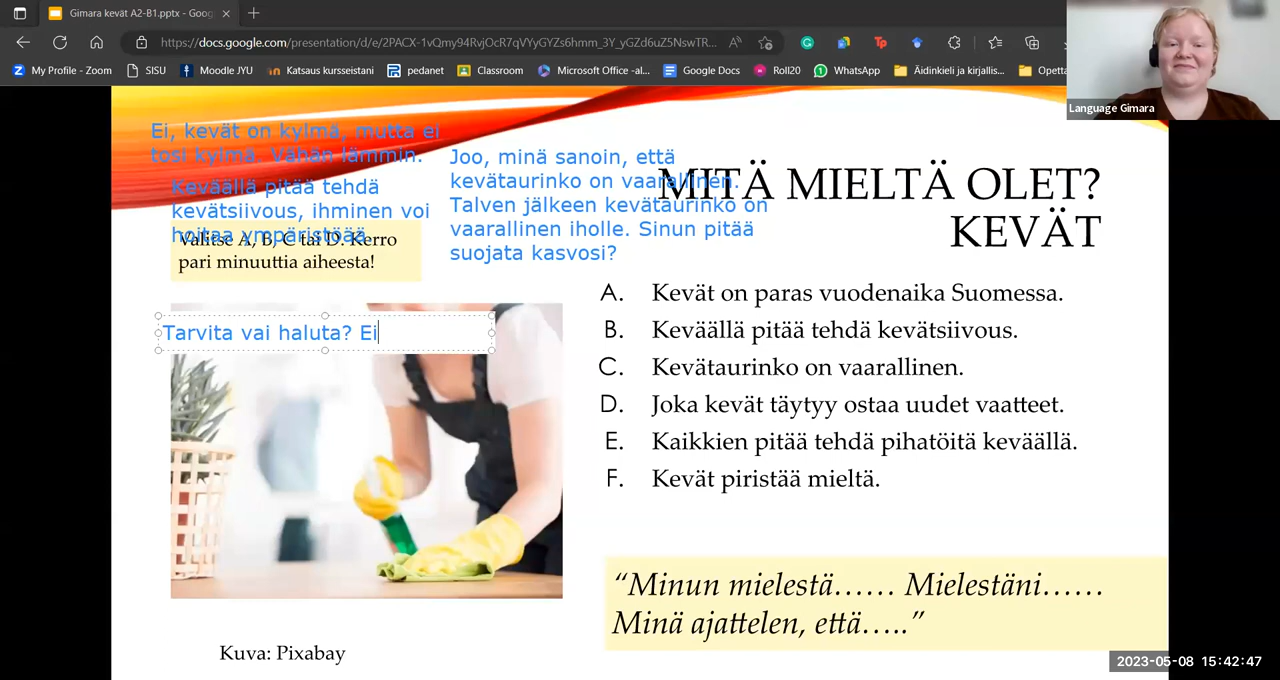 Gimara kevät A2-B1.pptx - Goo
https://docs.google.com/presentation/d/e/2PACX-1vQmy94RvjOcR7qVYyGYZs6hmm_3Y_yGZd6uZ5NswTR...
My Profile - Zoom
SISU
Moodle JYU
Katsaus kursseistani
pedanet
Classroom
Microsoft Office -al...
Google Docs
Roll20
WhatsApp
Äidinkieli ja kirjallis...
Opetta
Language Gimara
Ei, kevät on kylmä, mutta ei
tosi kylmä. Vähän lämmin.
Keväällä pitää tehdä
kevätsiivous, ihminen voi
hoitaa ympäristöää
Joo, minä sanoin, että
kevätaurinko on vaarallinen.
Talven jälkeen kevätaurinko on
vaarallinen iholle. Sinun pitää
suojata kasvosi?
MITÄ MIELTÄ OLET?
KEVÄT
Valitse A, B, C tai D. Kerro
pari minuuttia aiheesta!
Tarvita vai haluta? Ei
A. Kevät on paras vuodenaika Suomessa.
B. Keväällä pitää tehdä kevätsiivous.
C. Kevätaurinko on vaarallinen.
D. Joka kevät täytyy ostaa uudet vaatteet.
E. Kaikkien pitää tehdä pihatöitä keväällä.
F. Kevät piristää mieltä.
“Minun mielestä…… Mielestäni……
Minä ajattelen, että…..”
Kuva: Pixabay
2023-05-08 15:42:47